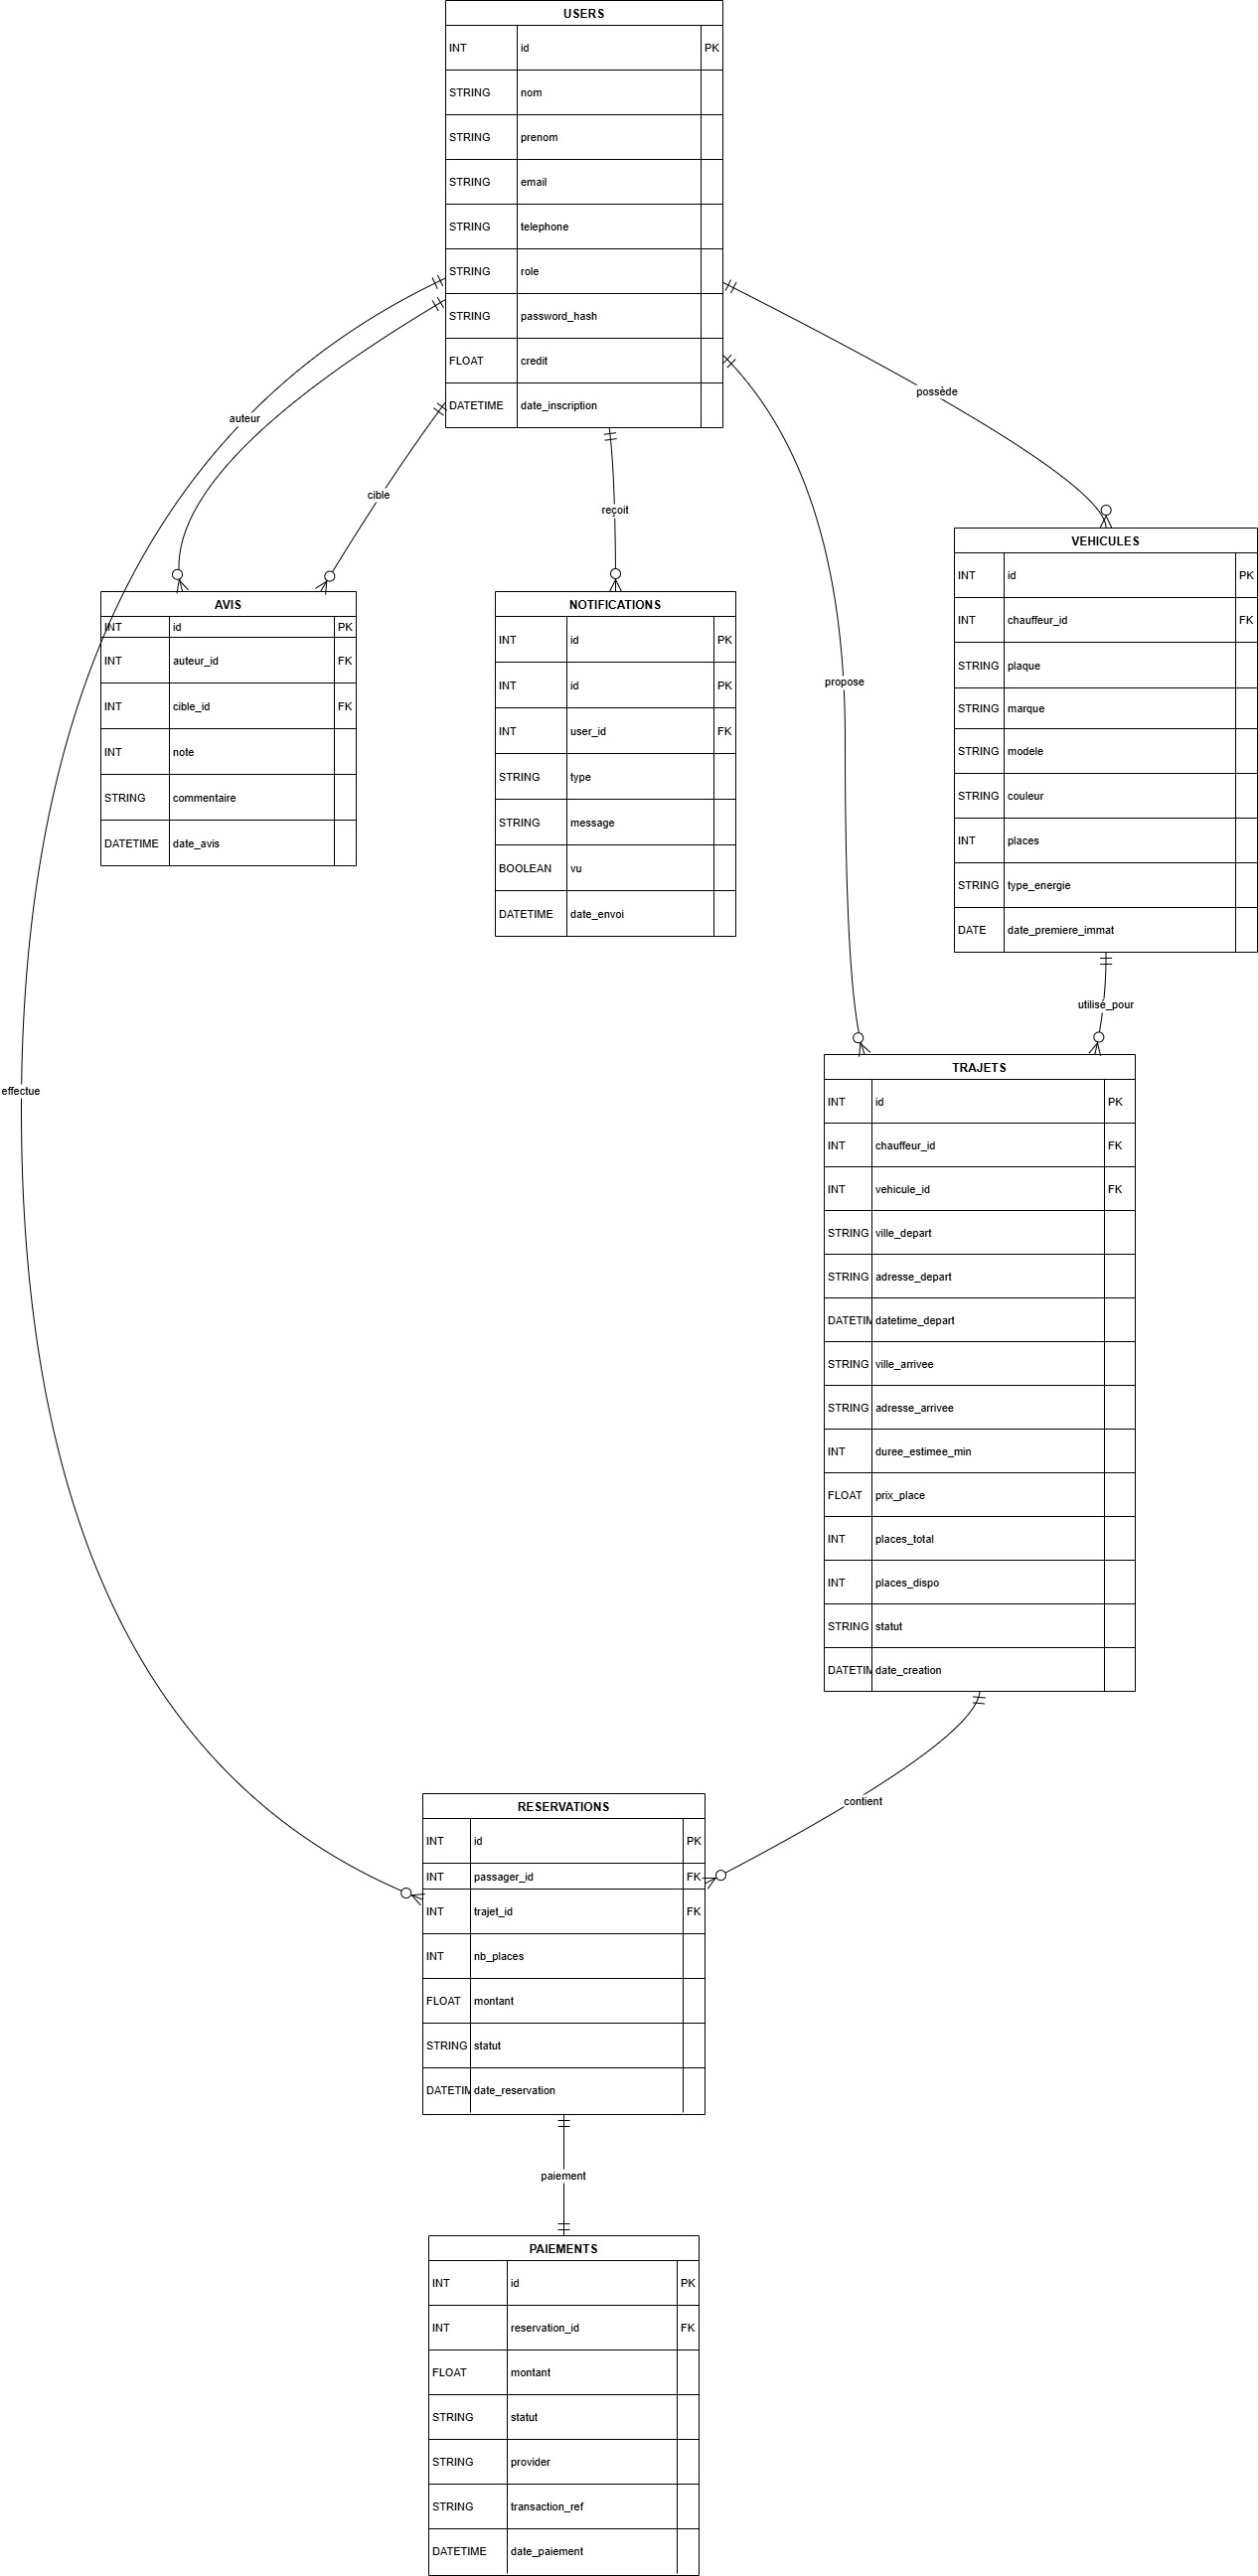 USERS
INT id PK
STRING nom
STRING prenom
STRING email
STRING telephone
STRING role
STRING password_hash
FLOAT credit
DATETIME date_inscription
possède
auteur
cible
reçoit
propose
VEHICULES
INT id PK
INT chauffeur_id FK
STRING plaque
STRING marque
STRING modele
STRING couleur
INT places
STRING type_energie
DATE date_premiere_immat
AVIS
INT id PK
INT auteur_id FK
INT cible_id FK
INT note
STRING commentaire
DATETIME date_avis
NOTIFICATIONS
INT id PK
INT id PK
INT user_id FK
STRING type
STRING message
BOOLEAN vu
DATETIME date_envoi
utilisé_pour
effectue
TRAJETS
INT id PK
INT chauffeur_id FK
INT vehicule_id FK
STRING ville_depart
STRING adresse_depart
DATETIM datetime_depart
STRING ville_arrivee
STRING adresse_arrivee
INT duree_estimee_min
FLOAT prix_place
INT places_total
INT places_dispo
STRING statut
DATETIM date_creation
contient
RESERVATIONS
INT id PK
INT passager_id FK
INT trajet_id FK
INT nb_places
FLOAT montant
STRING statut
DATETIM date_reservation
paiement
PAIEMENTS
INT id PK
INT reservation_id FK
FLOAT montant
STRING statut
STRING provider
STRING transaction_ref
DATETIME date_paiement